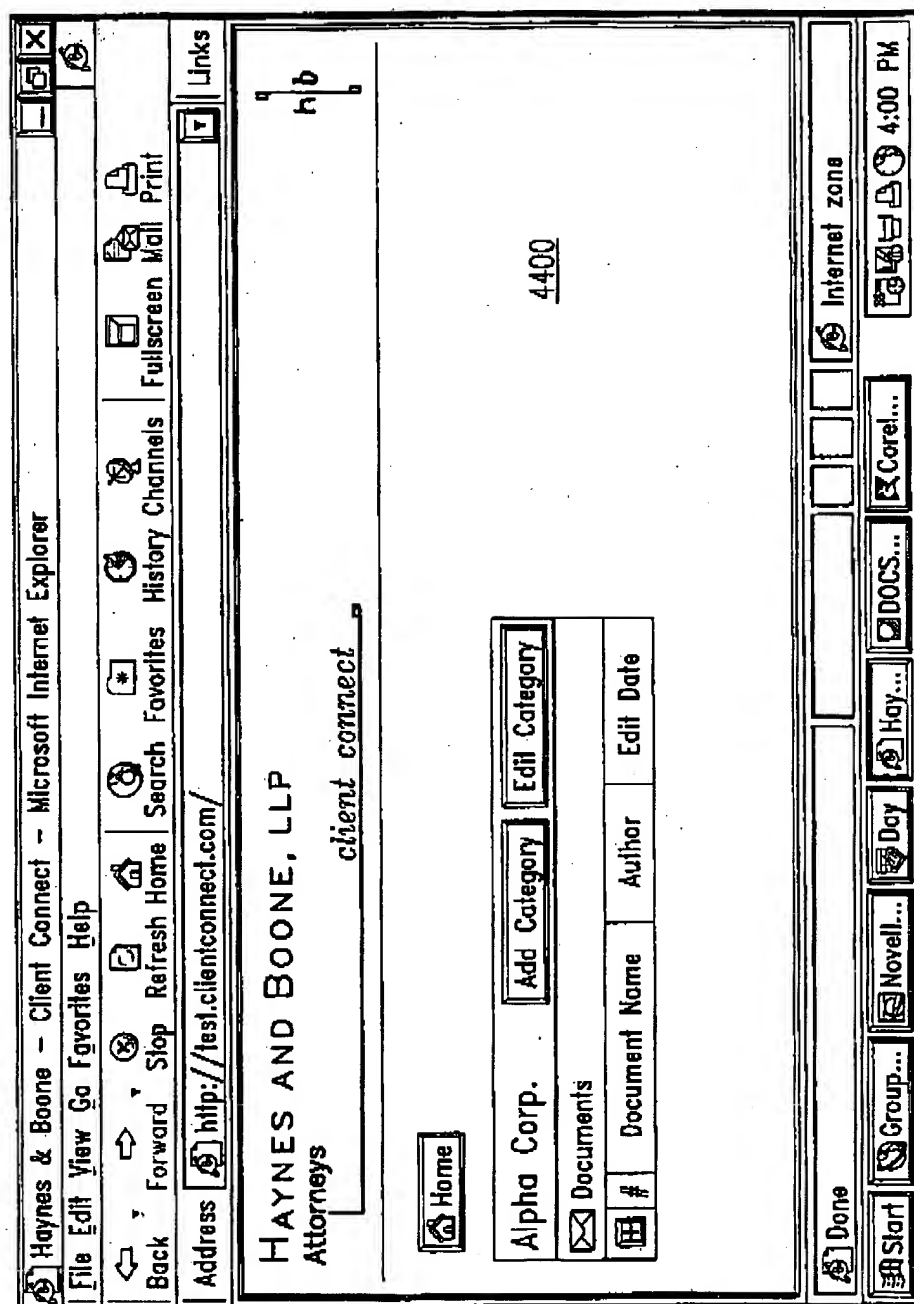 Haynes & Boone - Client Connect - Microsoft Internet Explorer
File Edit View Go Favorites Help
Back Forward Stop Refresh Home Search Favorites History Channels Fullscreen Mail Print
Address http://test.clientconnect.com/ Links
HAYNES AND BOONE, LLP
Attorneys
client connect
hb
Home
Alpha Corp. Add Category Edit Category
Documents
# Document Name Author Edit Date
4400
Done Internet zone
Start Group... Novell... Day Hay... DOCS... Corel... 4:00 PM